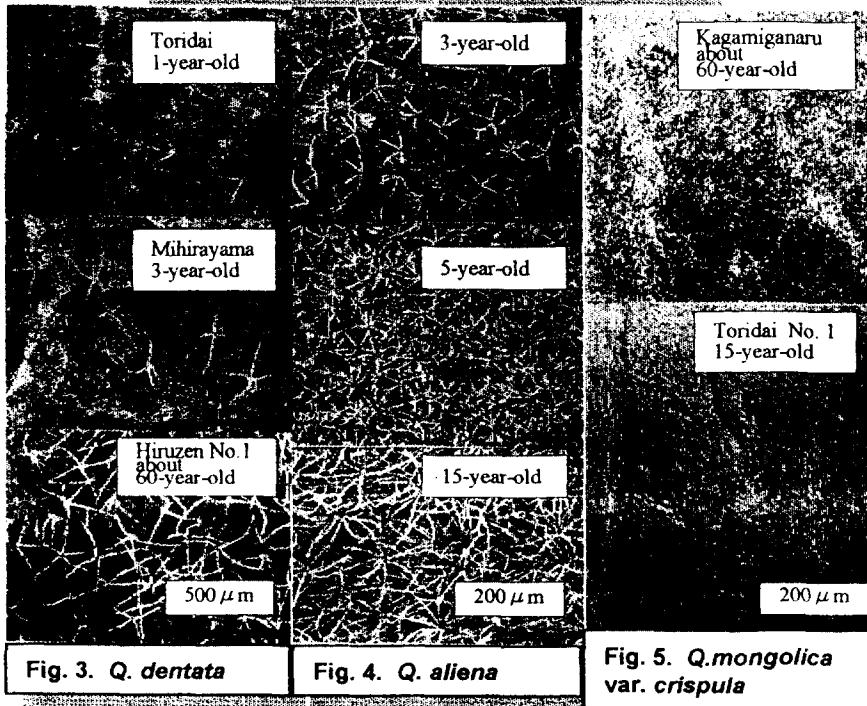 Toridai
1-year-old
Mihirayama
3-year-old
Hiruzen No.1
about
60-year-old
500 μm
Fig. 3. Q. dentata
3-year-old
5-year-old
15-year-old
200 μm
Fig. 4. Q. aliena
Kagamiganaru
about
60-year-old
Toridai No. 1
15-year-old
200 μm
Fig. 5. Q.mongolica
var. crispula